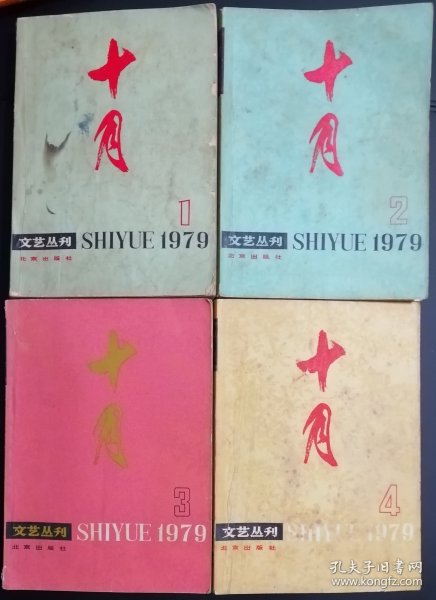 十月
1
文艺丛刊 SHIYUE 1979
北京出版社
十月
2
文艺丛刊 SHIYUE 1979
北京出版社
十月
3
文艺丛刊 SHIYUE 1979
北京出版社
十月
4
文艺丛刊 SHIYUE 1979
北京出版社
孔夫子旧书网
www.kongfz.com